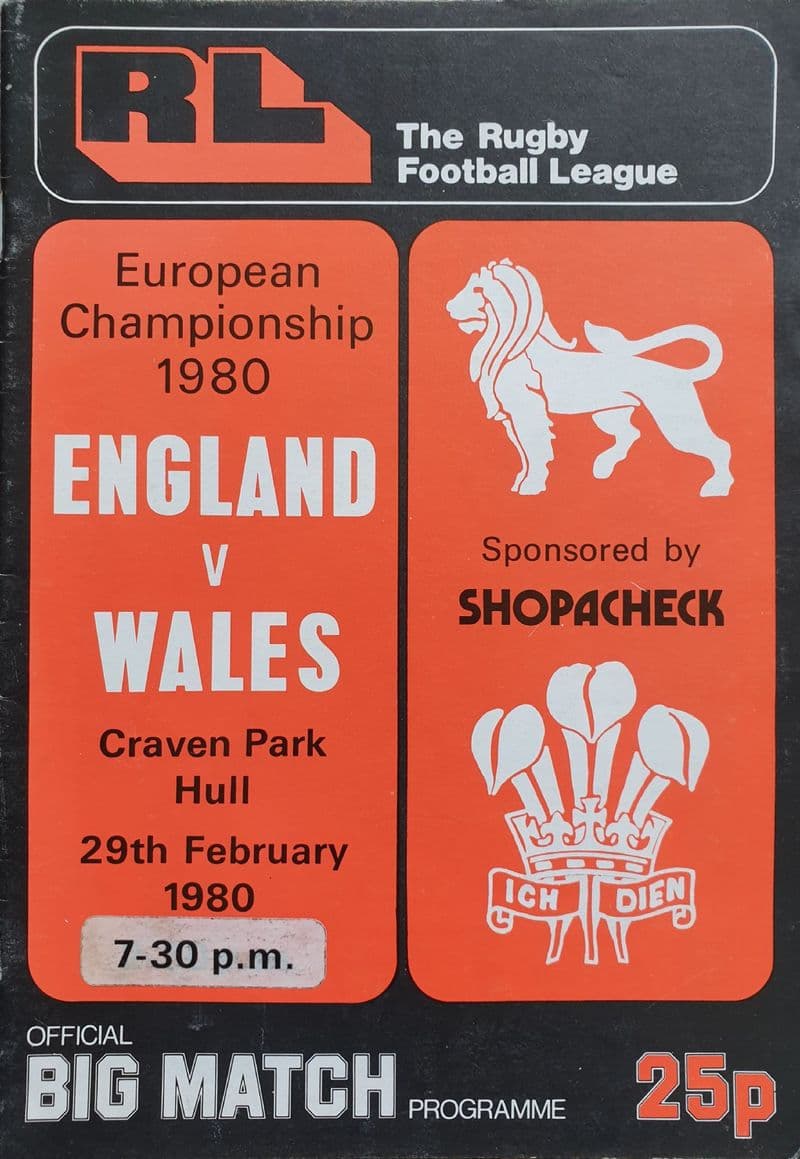 RL
The Rugby
Football League
European
Championship
1980
ENGLAND
V
WALES
Craven Park
Hull
29th February
1980
7-30 p.m.
Sponsored by
SHOPACHECK
ICH DIEN
OFFICIAL
BIG MATCH PROGRAMME
25p